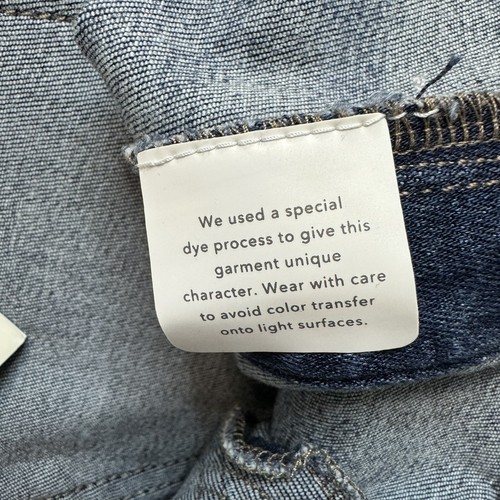 We used a special
dye process to give this
garment unique
character. Wear with care
to avoid color transfer
onto light surfaces.